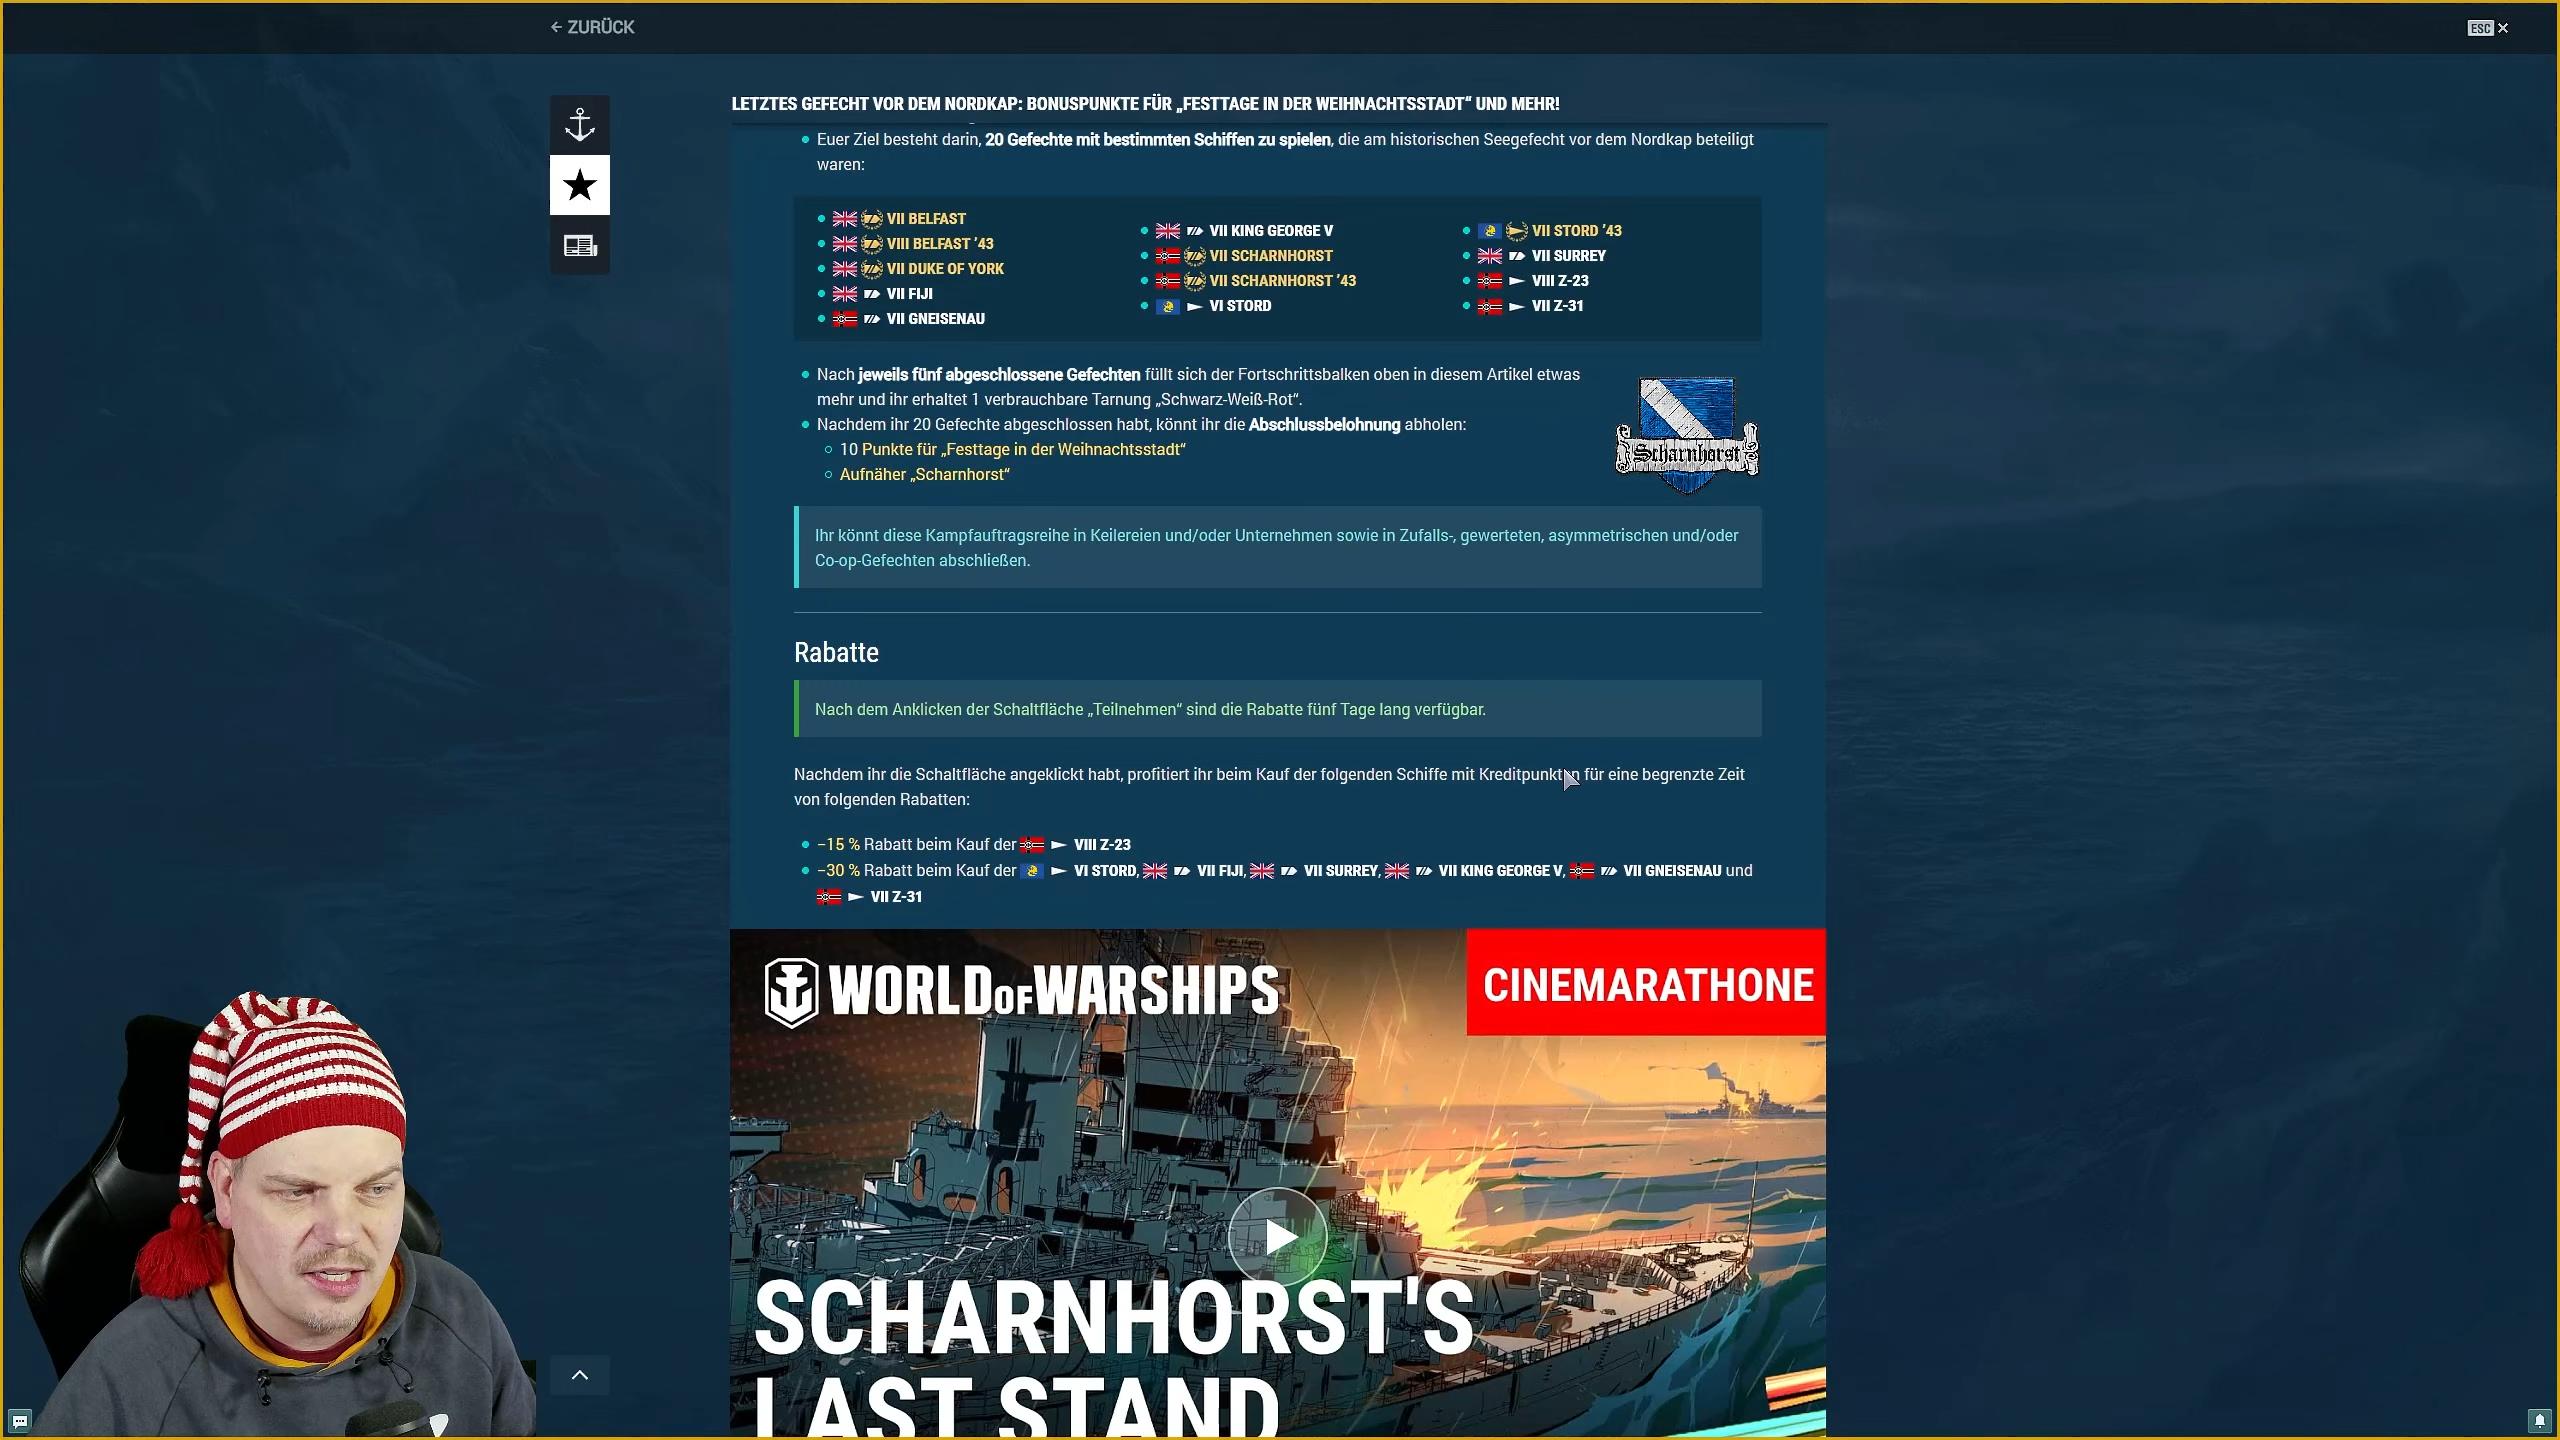 ← ZURÜCK
ESC ×
LETZTES GEFECHT VOR DEM NORDKAP: BONUSPUNKTE FÜR „FESTTAGE IN DER WEIHNACHTSSTADT“ UND MEHR!
Euer Ziel besteht darin, 20 Gefechte mit bestimmten Schiffen zu spielen, die am historischen Seegefecht vor dem Nordkap beteiligt
waren:
VII BELFAST
VIII BELFAST ’43
VII DUKE OF YORK
VII FIJI
VII GNEISENAU
VII KING GEORGE V
VII SCHARNHORST
VII SCHARNHORST ’43
VI STORD
VII STORD ’43
VII SURREY
VIII Z-23
VII Z-31
Nach jeweils fünf abgeschlossene Gefechten füllt sich der Fortschrittsbalken oben in diesem Artikel etwas
mehr und ihr erhaltet 1 verbrauchbare Tarnung „Schwarz-Weiß-Rot“.
Nachdem ihr 20 Gefechte abgeschlossen habt, könnt ihr die Abschlussbelohnung abholen:
10 Punkte für „Festtage in der Weihnachtsstadt“
Aufnäher „Scharnhorst“
Scharnhorst
Ihr könnt diese Kampfauftragsreihe in Keilereien und/oder Unternehmen sowie in Zufalls-, gewerteten, asymmetrischen und/oder
Co-op-Gefechten abschließen.
Rabatte
Nach dem Anklicken der Schaltfläche „Teilnehmen“ sind die Rabatte fünf Tage lang verfügbar.
Nachdem ihr die Schaltfläche angeklickt habt, profitiert ihr beim Kauf der folgenden Schiffe mit Kreditpunkten für eine begrenzte Zeit
von folgenden Rabatten:
−15 % Rabatt beim Kauf der VIII Z-23
−30 % Rabatt beim Kauf der VI STORD, VII FIJI, VII SURREY, VII KING GEORGE V, VII GNEISENAU und
VII Z-31
WORLD OF WARSHIPS
CINEMARATHONE
SCHARNHORST'S
LAST STAND